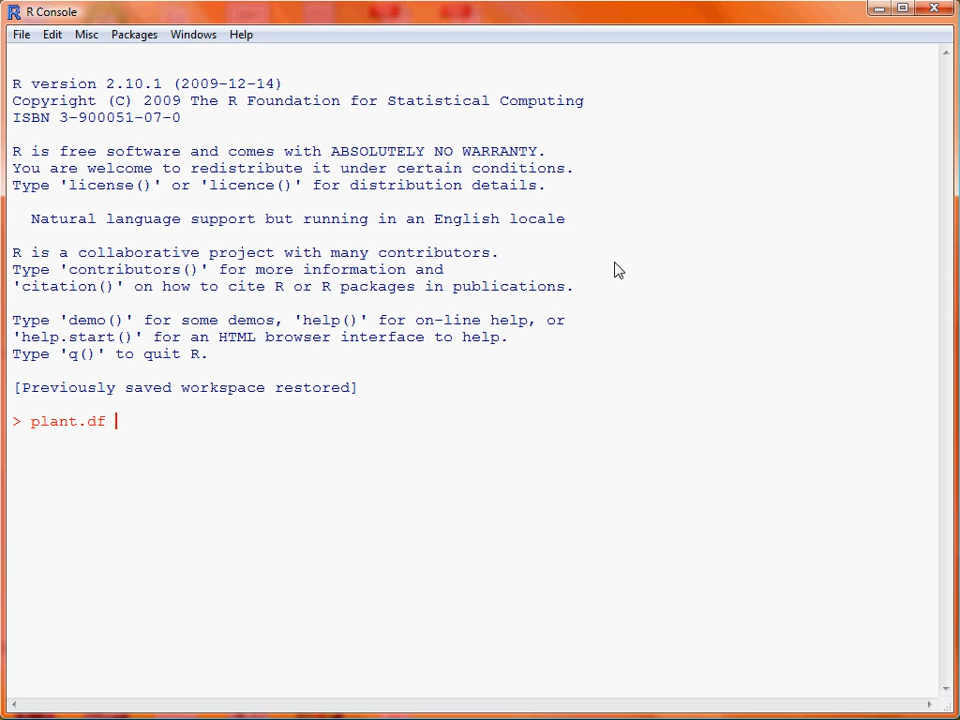 R Console
File Edit Misc Packages Windows Help
R version 2.10.1 (2009-12-14)
Copyright (C) 2009 The R Foundation for Statistical Computing
ISBN 3-900051-07-0
R is free software and comes with ABSOLUTELY NO WARRANTY.
You are welcome to redistribute it under certain conditions.
Type 'license()' or 'licence()' for distribution details.
Natural language support but running in an English locale
R is a collaborative project with many contributors.
Type 'contributors()' for more information and
'citation()' on how to cite R or R packages in publications.
Type 'demo()' for some demos, 'help()' for on-line help, or
'help.start()' for an HTML browser interface to help.
Type 'q()' to quit R.
[Previously saved workspace restored]
> plant.df